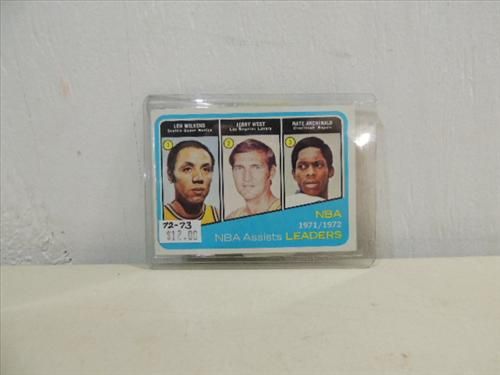 LEN WILKENS
Seattle Super Sonics
JERRY WEST
Los Angeles Lakers
NATE ARCHIBALD
Cincinnati Royals
1
2
3
NBA
1971/1972
NBA Assists LEADERS
72-73
$12.00